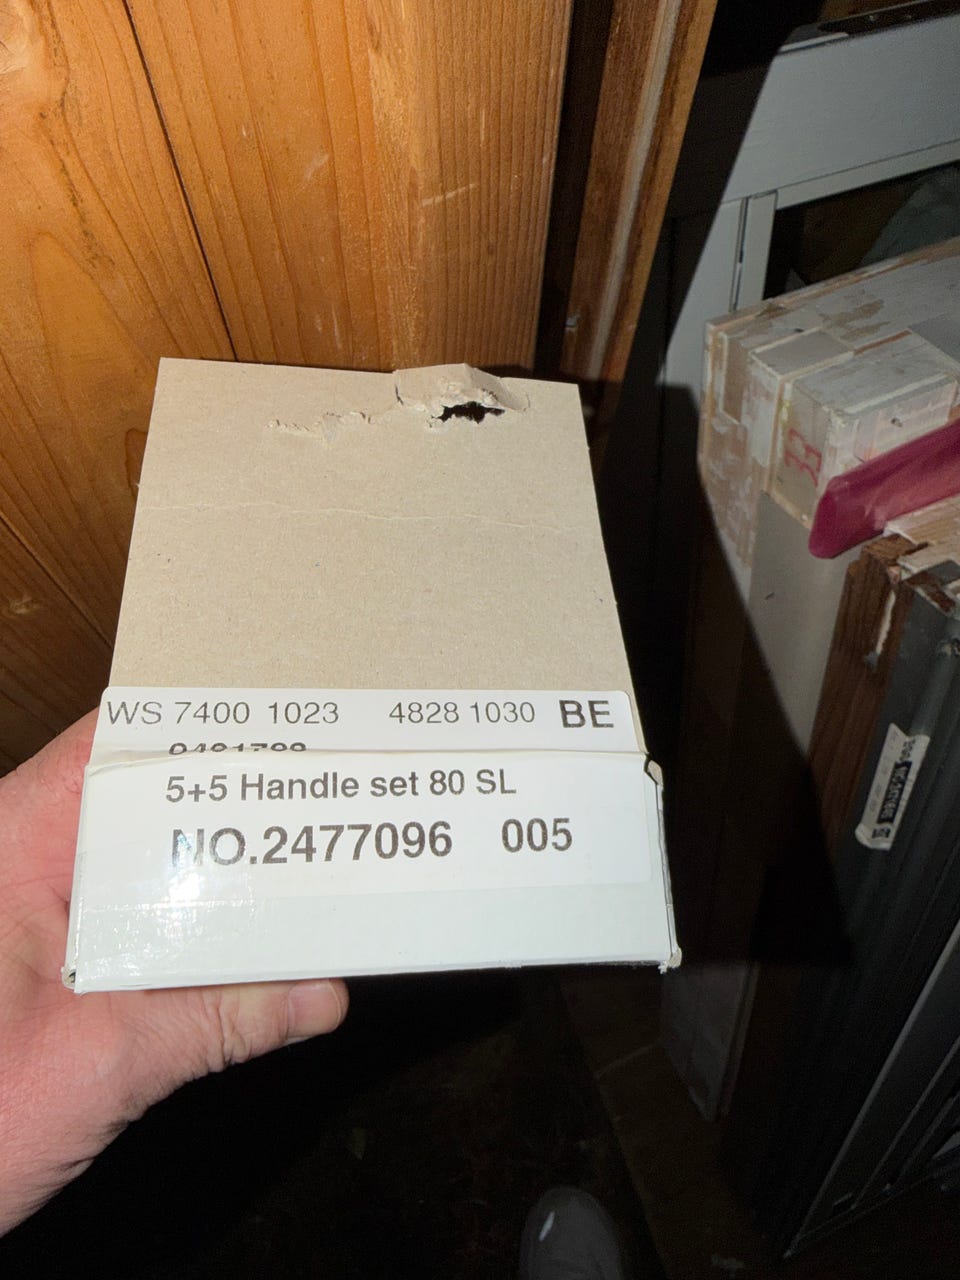 WS 7400 1023 4828 1030 BE
5+5 Handle set 80 SL
NO.2477096 005